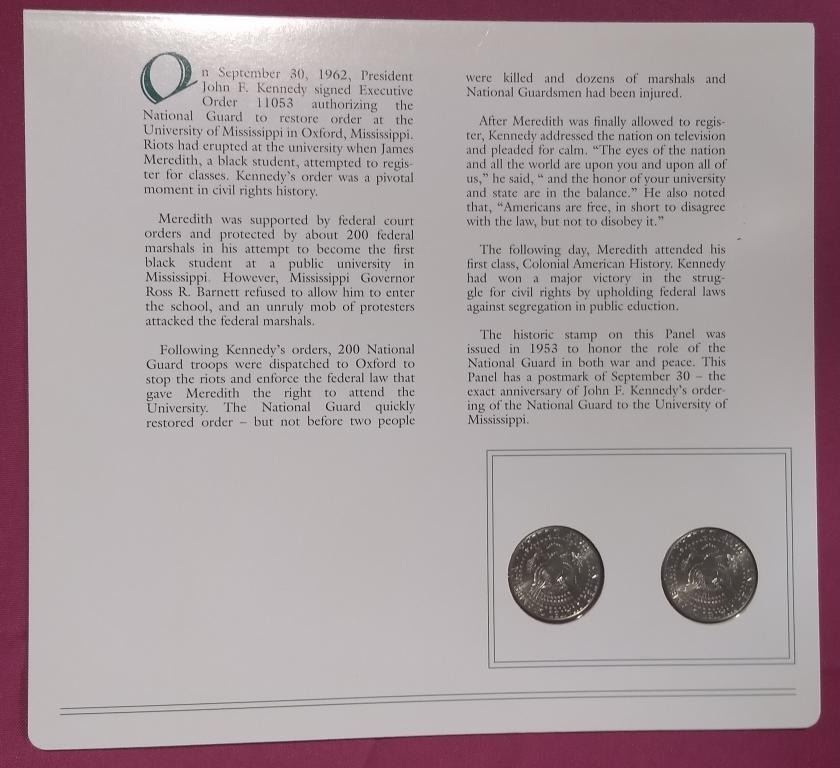 On September 30, 1962, President
John F. Kennedy signed Executive
Order 11053 authorizing the
National Guard to restore order at the
University of Mississippi in Oxford, Mississippi.
Riots had erupted at the university when James
Meredith, a black student, attempted to regis-
ter for classes. Kennedy's order was a pivotal
moment in civil rights history.
Meredith was supported by federal court
orders and protected by about 200 federal
marshals in his attempt to become the first
black student at a public university in
Mississippi. However, Mississippi Governor
Ross R. Barnett refused to allow him to enter
the school, and an unruly mob of protesters
attacked the federal marshals.
Following Kennedy's orders, 200 National
Guard troops were dispatched to Oxford to
stop the riots and enforce the federal law that
gave Meredith the right to attend the
University. The National Guard quickly
restored order – but not before two people
were killed and dozens of marshals and
National Guardsmen had been injured.
After Meredith was finally allowed to regis-
ter, Kennedy addressed the nation on television
and pleaded for calm. "The eyes of the nation
and all the world are upon you and upon all of
us," he said, " and the honor of your university
and state are in the balance." He also noted
that, "Americans are free, in short to disagree
with the law, but not to disobey it."
The following day, Meredith attended his
first class, Colonial American History. Kennedy
had won a major victory in the strug-
gle for civil rights by upholding federal laws
against segregation in public eduction.
The historic stamp on this Panel was
issued in 1953 to honor the role of the
National Guard in both war and peace. This
Panel has a postmark of September 30 – the
exact anniversary of John F. Kennedy's order-
ing of the National Guard to the University of
Mississippi.